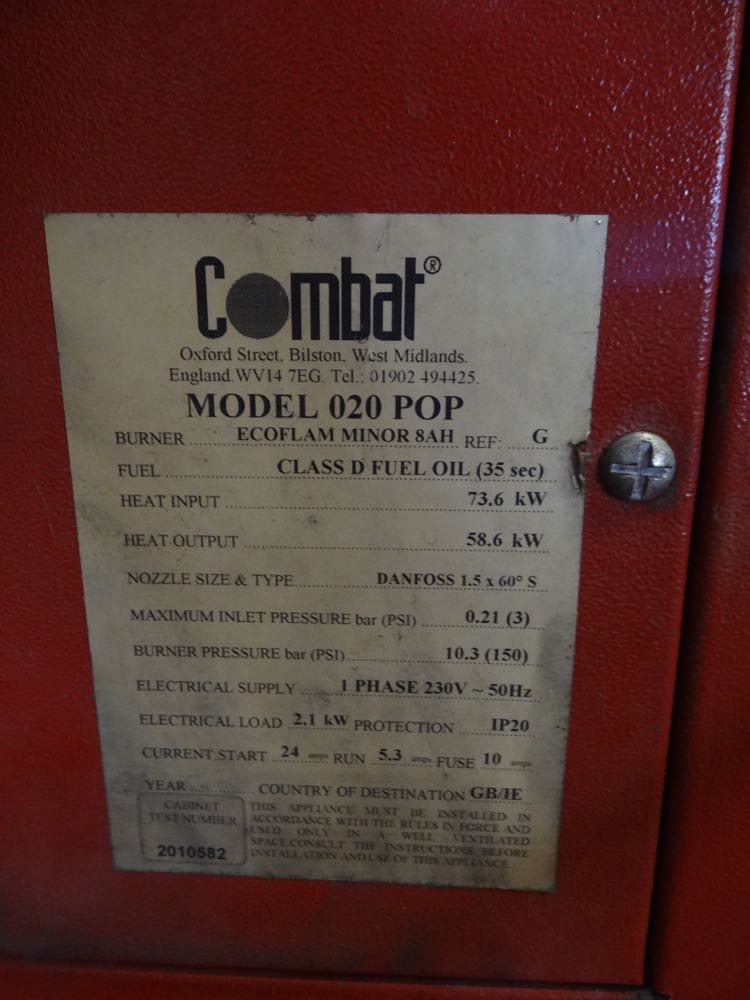 Combat®
Oxford Street, Bilston, West Midlands.
England.WV14 7EG. Tel.: 01902 494425.
MODEL 020 POP
BURNER ECOFLAM MINOR 8AH REF: G
FUEL CLASS D FUEL OIL (35 sec)
HEAT INPUT 73.6 kW
HEAT OUTPUT 58.6 kW
NOZZLE SIZE & TYPE DANFOSS 1.5 x 60° S
MAXIMUM INLET PRESSURE bar (PSI) 0.21 (3)
BURNER PRESSURE bar (PSI) 10.3 (150)
ELECTRICAL SUPPLY 1 PHASE 230V ~ 50Hz
ELECTRICAL LOAD 2.1 kW PROTECTION IP20
CURRENT:START 24 amps RUN 5.3 amps FUSE 10 amps
YEAR COUNTRY OF DESTINATION GB/IE
CABINET
TEST NUMBER
2010582
THIS APPLIANCE MUST BE INSTALLED IN
ACCORDANCE WITH THE RULES IN FORCE AND
USED ONLY IN A WELL VENTILATED
SPACE.CONSULT THE INSTRUCTIONS BEFORE
INSTALLATION AND USE OF THIS APPLIANCE.